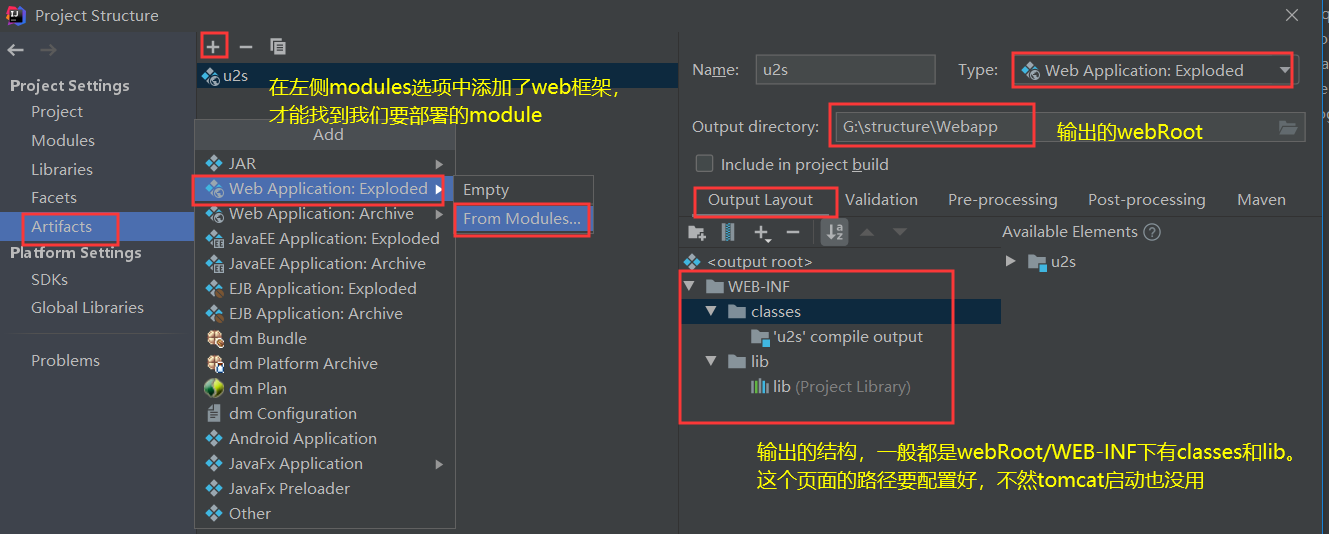 Project Structure
Project Settings
Project
Modules
Libraries
Facets
Artifacts
Platform Settings
SDKs
Global Libraries
Problems
u2s
在左侧modules选项中添加了web框架，
才能找到我们要部署的module
Add
JAR
Web Application: Exploded
Web Application: Archive
JavaEE Application: Exploded
JavaEE Application: Archive
EJB Application: Exploded
EJB Application: Archive
dm Bundle
dm Platform Archive
dm Plan
dm Configuration
Android Application
JavaFx Application
JavaFx Preloader
Other
Empty
From Modules...
Name: u2s Type: Web Application: Exploded
Output directory: G:\structure\Webapp 输出的webRoot
Include in project build
Output Layout Validation Pre-processing Post-processing Maven
Available Elements
<output root>
u2s
WEB-INF
classes
'u2s' compile output
lib
lib (Project Library)
输出的结构，一般都是webRoot/WEB-INF下有classes和lib。
这个页面的路径要配置好，不然tomcat启动也没用